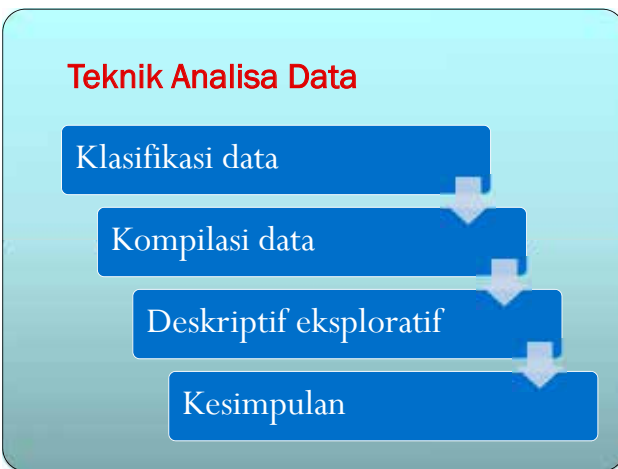 Teknik Analisa Data
Klasifikasi data
Kompilasi data
Deskriptif eksploratif
Kesimpulan